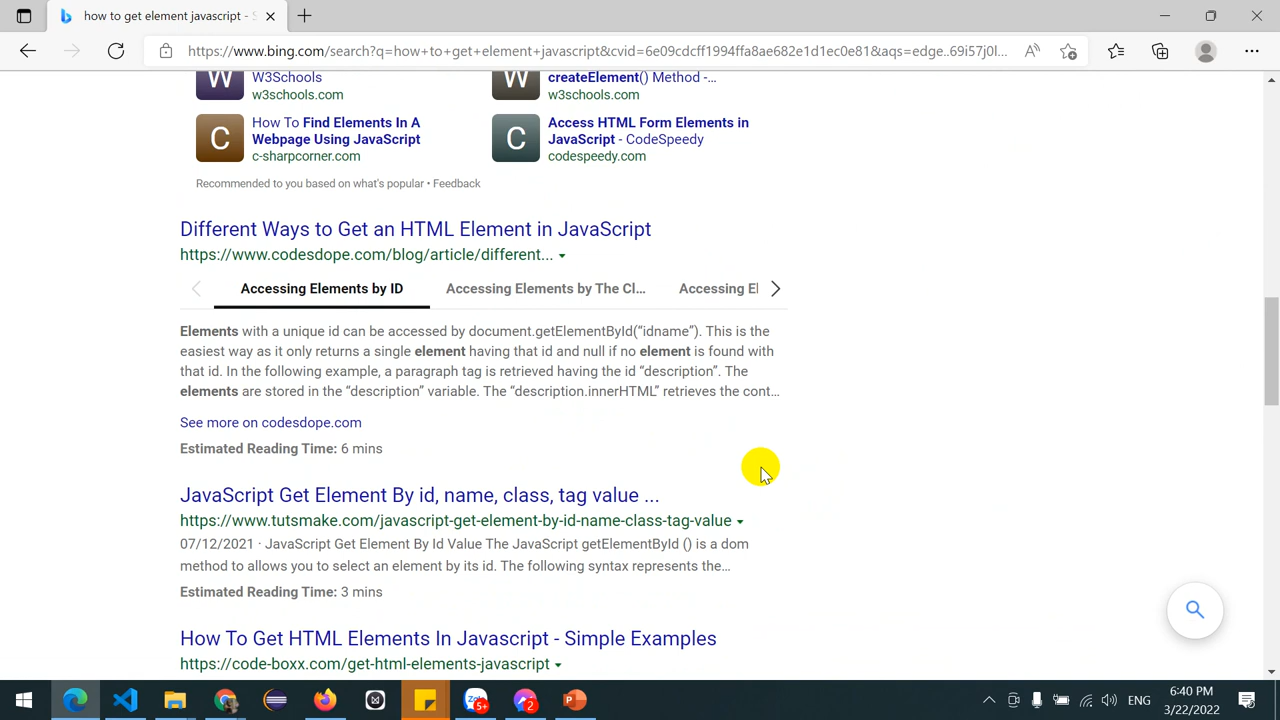 how to get element javascript - S
https://www.bing.com/search?q=how+to+get+element+javascript&cvid=6e09cdcff1994ffa8ae682e1d1ec0e81&aqs=edge..69i57j0l...
W
W3Schools
w3schools.com
W
createElement() Method -...
w3schools.com
C
How To Find Elements In A
Webpage Using JavaScript
c-sharpcorner.com
C
Access HTML Form Elements in
JavaScript - CodeSpeedy
codespeedy.com
Recommended to you based on what's popular • Feedback
Different Ways to Get an HTML Element in JavaScript
https://www.codesdope.com/blog/article/different...
Accessing Elements by ID
Accessing Elements by The Cl...
Accessing El
Elements with a unique id can be accessed by document.getElementById(“idname”). This is the
easiest way as it only returns a single element having that id and null if no element is found with
that id. In the following example, a paragraph tag is retrieved having the id “description”. The
elements are stored in the “description” variable. The “description.innerHTML” retrieves the cont...
See more on codesdope.com
Estimated Reading Time: 6 mins
JavaScript Get Element By id, name, class, tag value ...
https://www.tutsmake.com/javascript-get-element-by-id-name-class-tag-value
07/12/2021 · JavaScript Get Element By Id Value The JavaScript getElementById () is a dom
method to allows you to select an element by its id. The following syntax represents the...
Estimated Reading Time: 3 mins
How To Get HTML Elements In Javascript - Simple Examples
https://code-boxx.com/get-html-elements-javascript
Zalo
5+
2
P
ENG
6:40 PM
3/22/2022